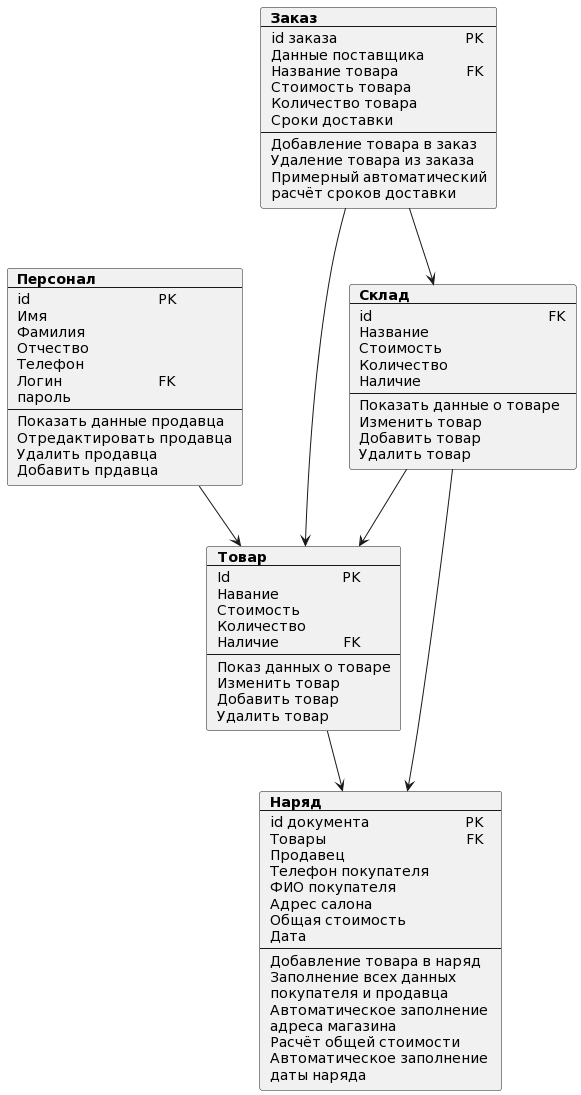 Заказ
id заказа PK
Данные поставщика
Название товара FK
Стоимость товара
Количество товара
Сроки доставки
Добавление товара в заказ
Удаление товара из заказа
Примерный автоматический
расчёт сроков доставки
Персонал
id PK
Имя
Фамилия
Отчество
Телефон
Логин FK
пароль
Показать данные продавца
Отредактировать продавца
Удалить продавца
Добавить прдавца
Склад
id FK
Название
Стоимость
Количество
Наличие
Показать данные о товаре
Изменить товар
Добавить товар
Удалить товар
Товар
Id PK
Навание
Стоимость
Количество
Наличие FK
Показ данных о товаре
Изменить товар
Добавить товар
Удалить товар
Наряд
id документа PK
Товары FK
Продавец
Телефон покупателя
ФИО покупателя
Адрес салона
Общая стоимость
Дата
Добавление товара в наряд
Заполнение всех данных
покупателя и продавца
Автоматическое заполнение
адреса магазина
Расчёт общей стоимости
Автоматическое заполнение
даты наряда